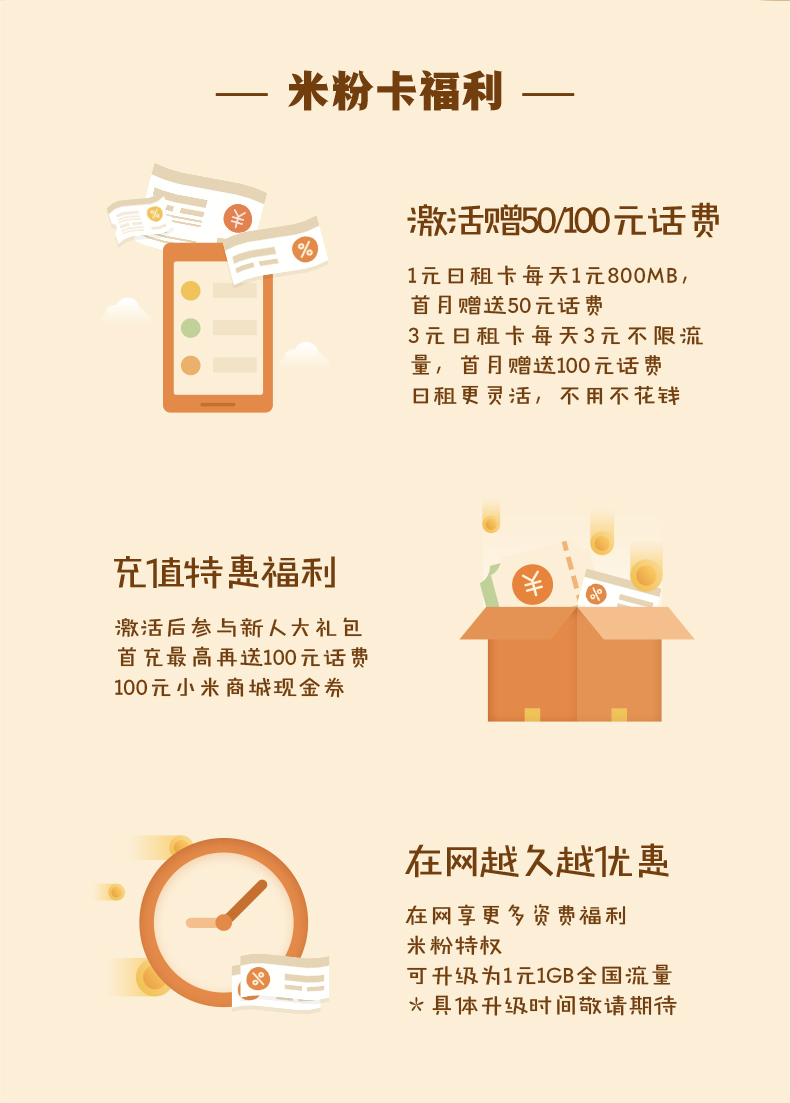 米粉卡福利
激活赠50/100元话费
1元日租卡每天1元800MB，
首月赠送50元话费
3元日租卡每天3元不限流
量，首月赠送100元话费
日租更灵活，不用不花钱
充值特惠福利
激活后参与新人大礼包
首充最高再送100元话费
100元小米商城现金券
在网越久越优惠
在网享更多资费福利
米粉特权
可升级为1元1GB全国流量
＊具体升级时间敬请期待